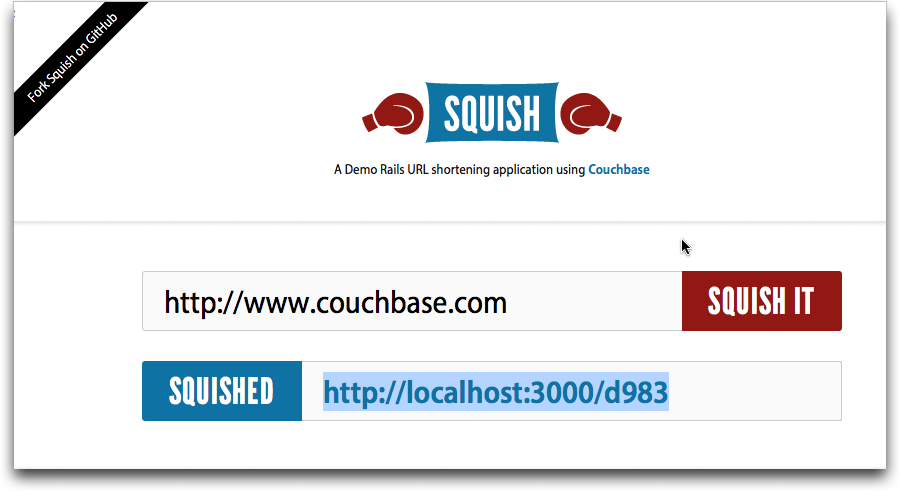 Fork Squish on GitHub
SQUISH
A Demo Rails URL shortening application using Couchbase
http://www.couchbase.com
SQUISH IT
SQUISHED
http://localhost:3000/d983